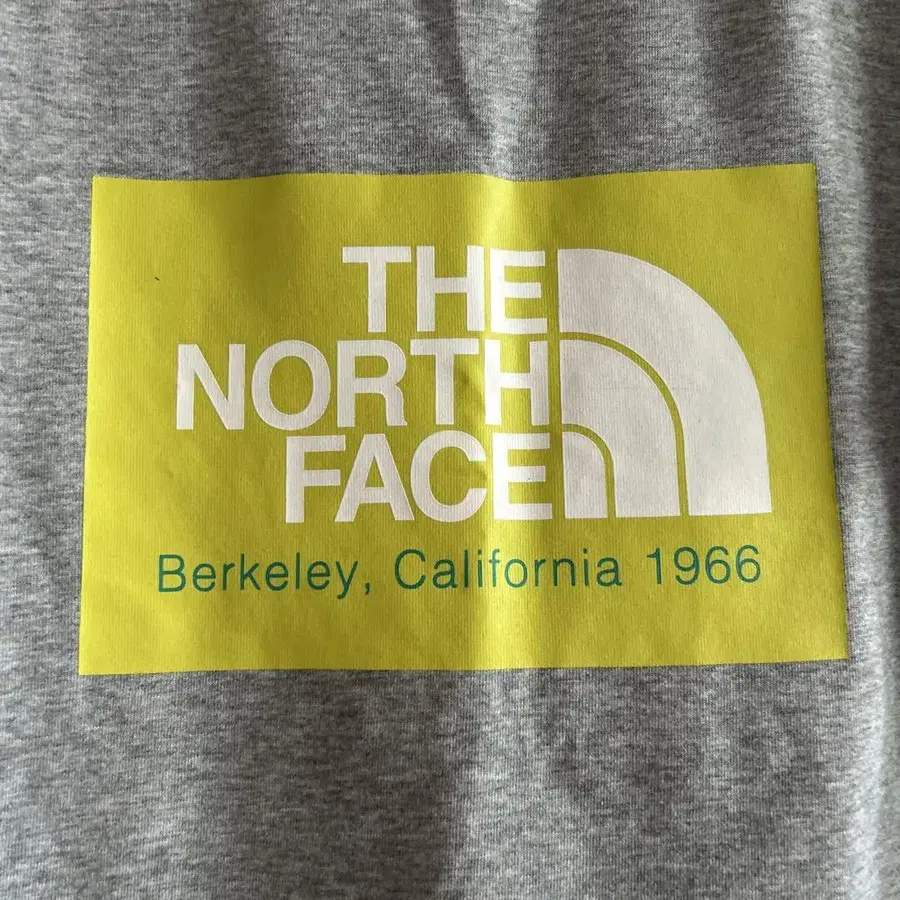 THE
NORTH
FACE
Berkeley, California 1966